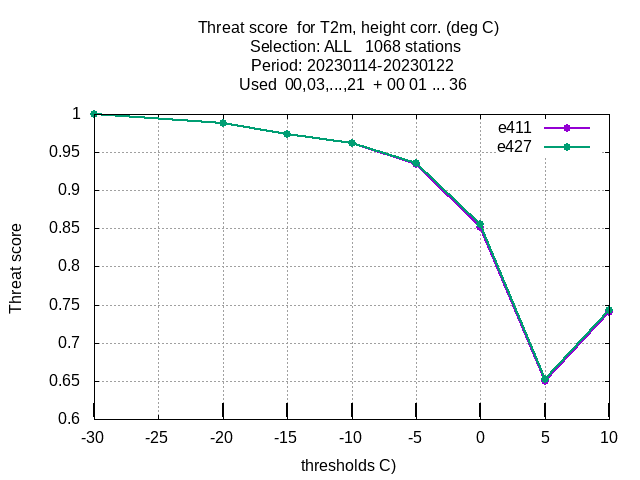 Threat score  for T2m, height corr. (deg C)
Selection: ALL   1068 stations
Period: 20230114-20230122
Used  00,03,...,21  + 00 01 ... 36
e411
e427
Threat score
1
0.95
0.9
0.85
0.8
0.75
0.7
0.65
0.6
-30 -25 -20 -15 -10 -5 0 5 10
thresholds C)